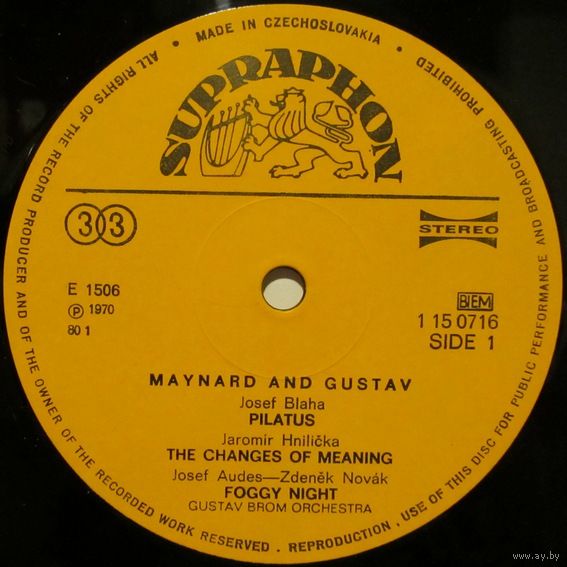 ALL RIGHTS OF THE RECORD PRODUCER AND OF THE OWNER OF THE RECORDED WORK RESERVED . REPRODUCTION , USE OF THIS DISC FOR PUBLIC PERFORMANCE AND BROADCASTING PROHIBITED
• MADE IN CZECHOSLOVAKIA •
SUPRAPHON
33
STEREO
E 1506
Ⓟ 1970
80 1
BIEM
1 15 0716
SIDE 1
MAYNARD AND GUSTAV
Josef Blaha
PILATUS
Jaromír Hnilička
THE CHANGES OF MEANING
Josef Audes—Zdeněk Novák
FOGGY NIGHT
GUSTAV BROM ORCHESTRA
www.ay.by